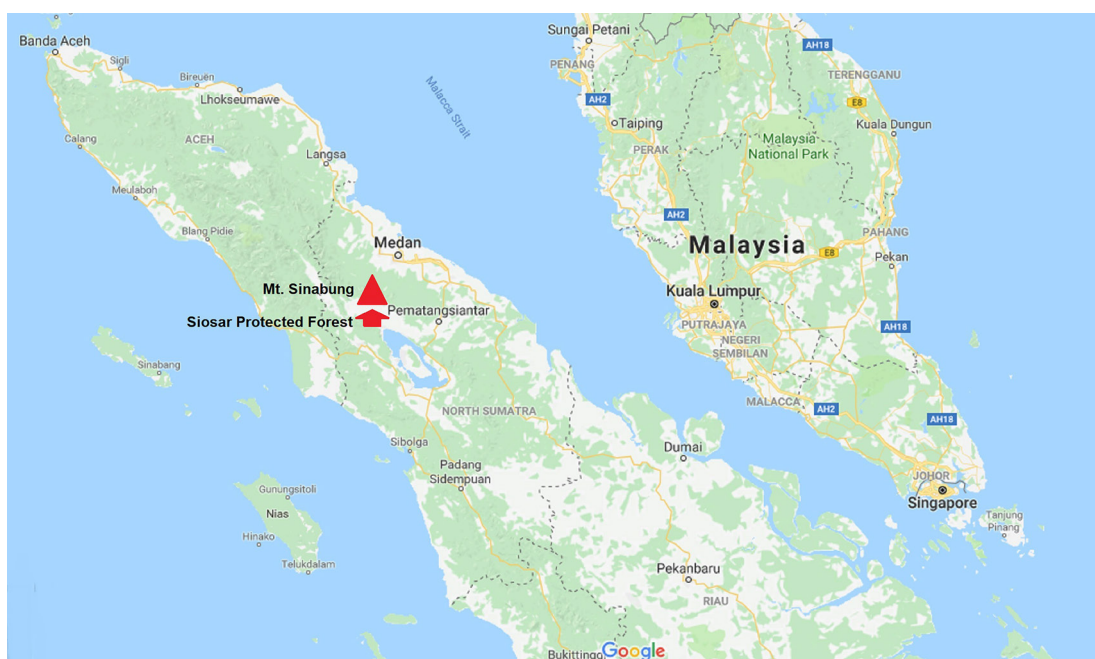 Sungai Petani
Banda Aceh
AH18
Sigli
PENANG
TERENGGANU
Bireuen
Malacca Strait
AH2
Lhokseumawe
E8
Taiping
Kuala Dungun
ACEH
Calang
Malaysia
National Park
PERAK
Langsa
Meulaboh
AH2
Blang Pidie
PAHANG
Medan
Malaysia
E8
Pekan
Mt. Sinabung
Kuala Lumpur
Pematangsiantar
Siosar Protected Forest
PUTRAJAYA
AH18
NEGERI
SEMBILAN
Sinabang
MALACCA
AH2
NORTH SUMATRA
AH18
Sibolga
Dumai
Padang
Sidempuan
JOHOR
Gunungsitoli
Singapore
Nias
Tanjung
Pinang
Hinako
Telukdalam
Pekanbaru
RIAU
Google
Bukittinggi